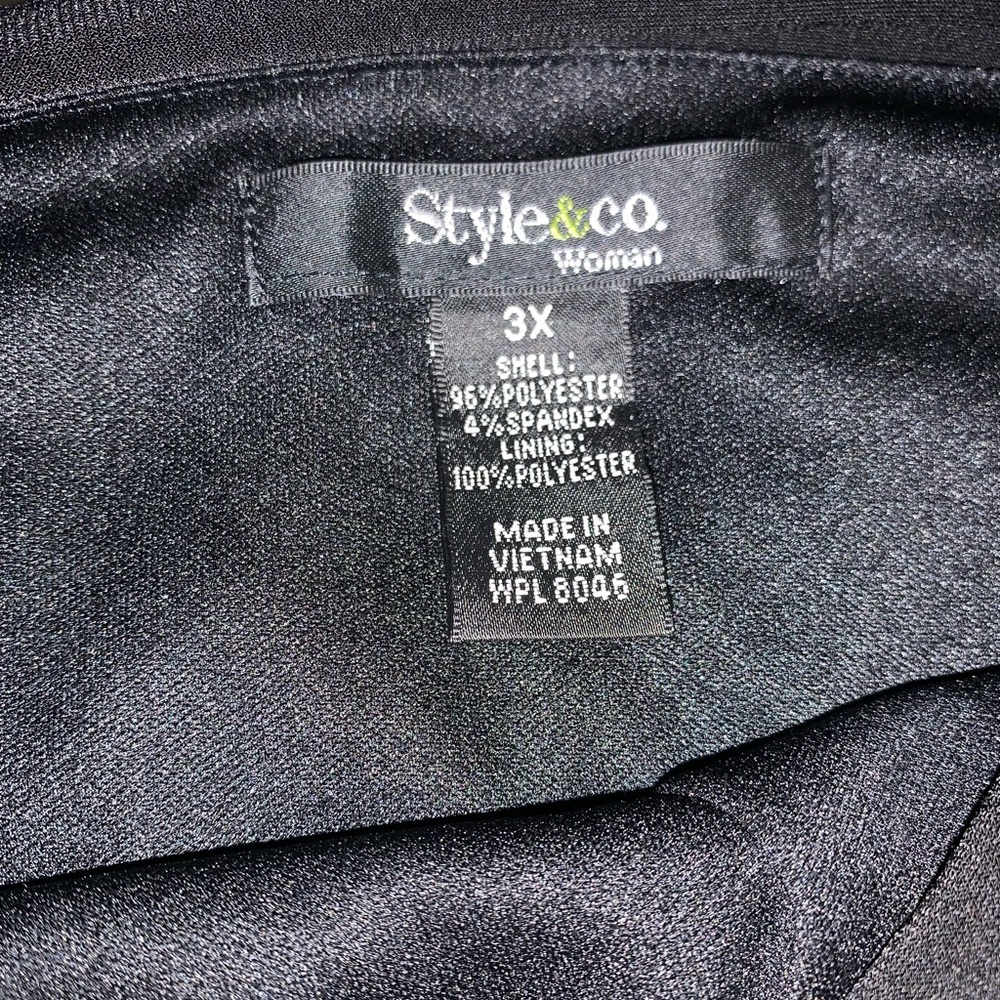 Style&co.
Woman
3X
SHELL:
96%POLYESTER
4%SPANDEX
LINING:
100%POLYESTER
MADE IN
VIETNAM
WPL 8046